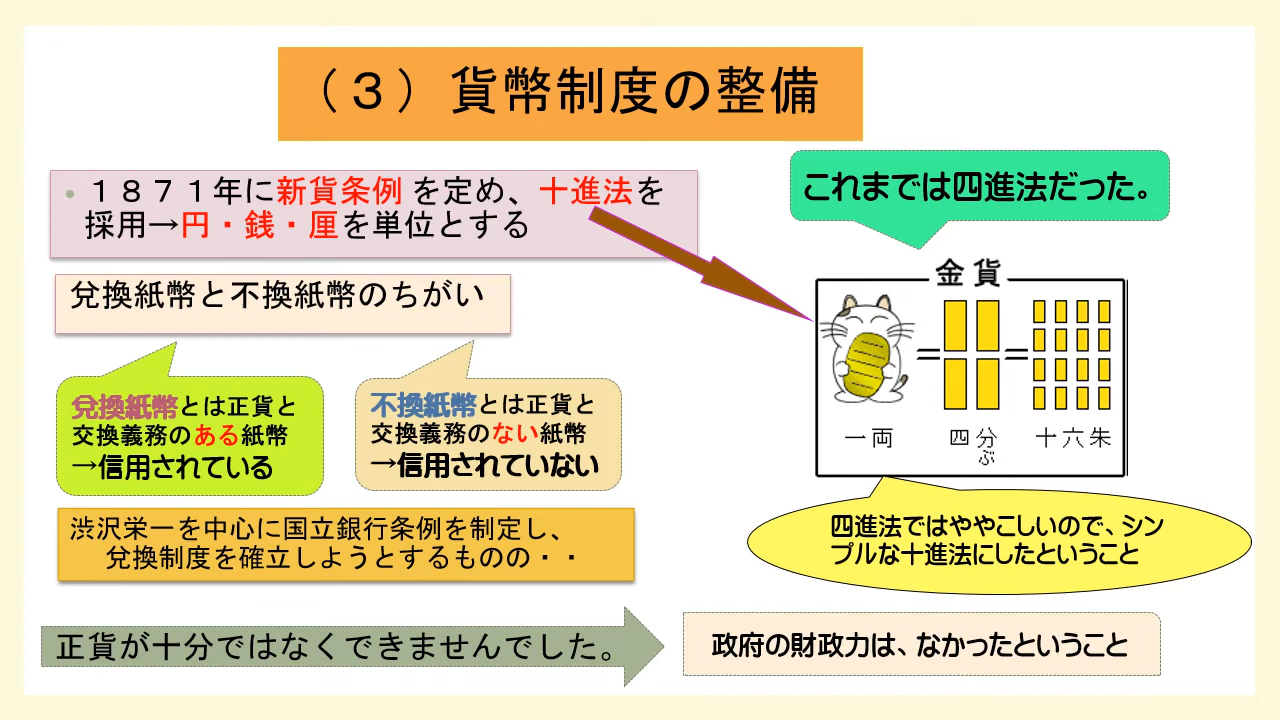 （３）貨幣制度の整備
１８７１年に新貨条例 を定め、十進法を
採用→円・銭・厘を単位とする
これまでは四進法だった。
兌換紙幣と不換紙幣のちがい
兌換紙幣とは正貨と
交換義務のある紙幣
→信用されている
不換紙幣とは正貨と
交換義務のない紙幣
→信用されていない
金貨
＝
＝
一両
四分
ぶ
十六朱
四進法ではややこしいので、シン
プルな十進法にしたということ
渋沢栄一を中心に国立銀行条例を制定し、
兌換制度を確立しようとするものの・・
正貨が十分ではなくできませんでした。
政府の財政力は、なかったということ